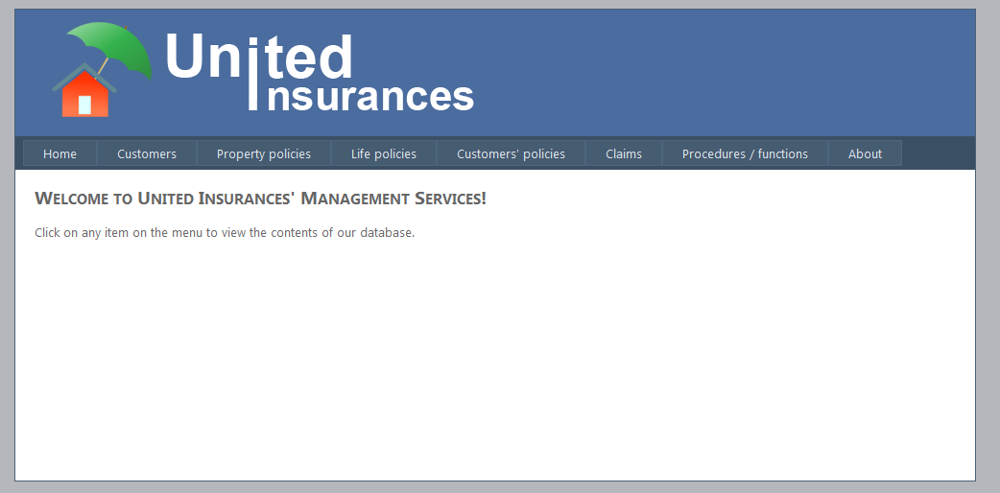 United
Insurances
Home Customers Property policies Life policies Customers' policies Claims Procedures / functions About
Welcome to United Insurances' Management Services!
Click on any item on the menu to view the contents of our database.